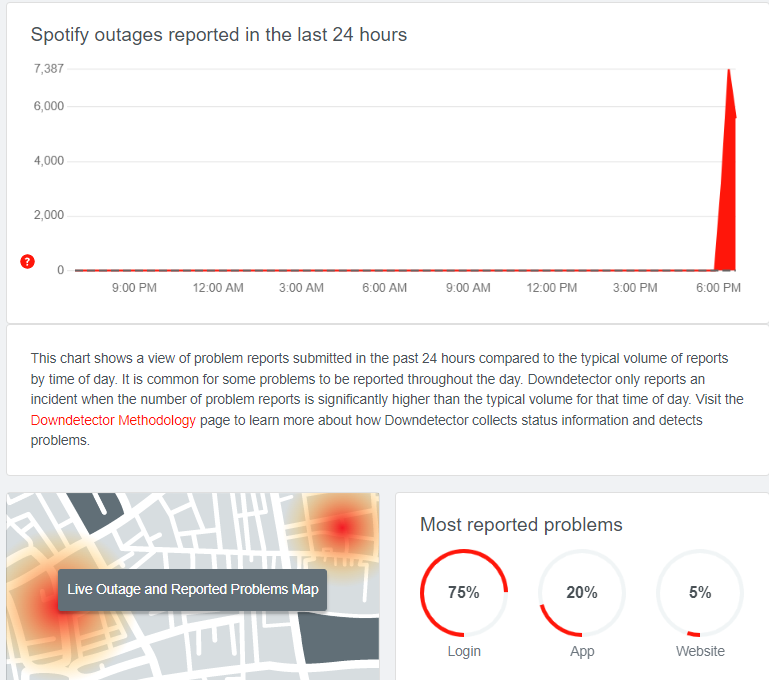 Spotify outages reported in the last 24 hours
7,387
6,000
4,000
2,000
?
0
9:00 PM 12:00 AM 3:00 AM 6:00 AM 9:00 AM 12:00 PM 3:00 PM 6:00 PM
This chart shows a view of problem reports submitted in the past 24 hours compared to the typical volume of reports
by time of day. It is common for some problems to be reported throughout the day. Downdetector only reports an
incident when the number of problem reports is significantly higher than the typical volume for that time of day. Visit the
Downdetector Methodology page to learn more about how Downdetector collects status information and detects
problems.
Live Outage and Reported Problems Map
Most reported problems
75% 20% 5%
Login App Website